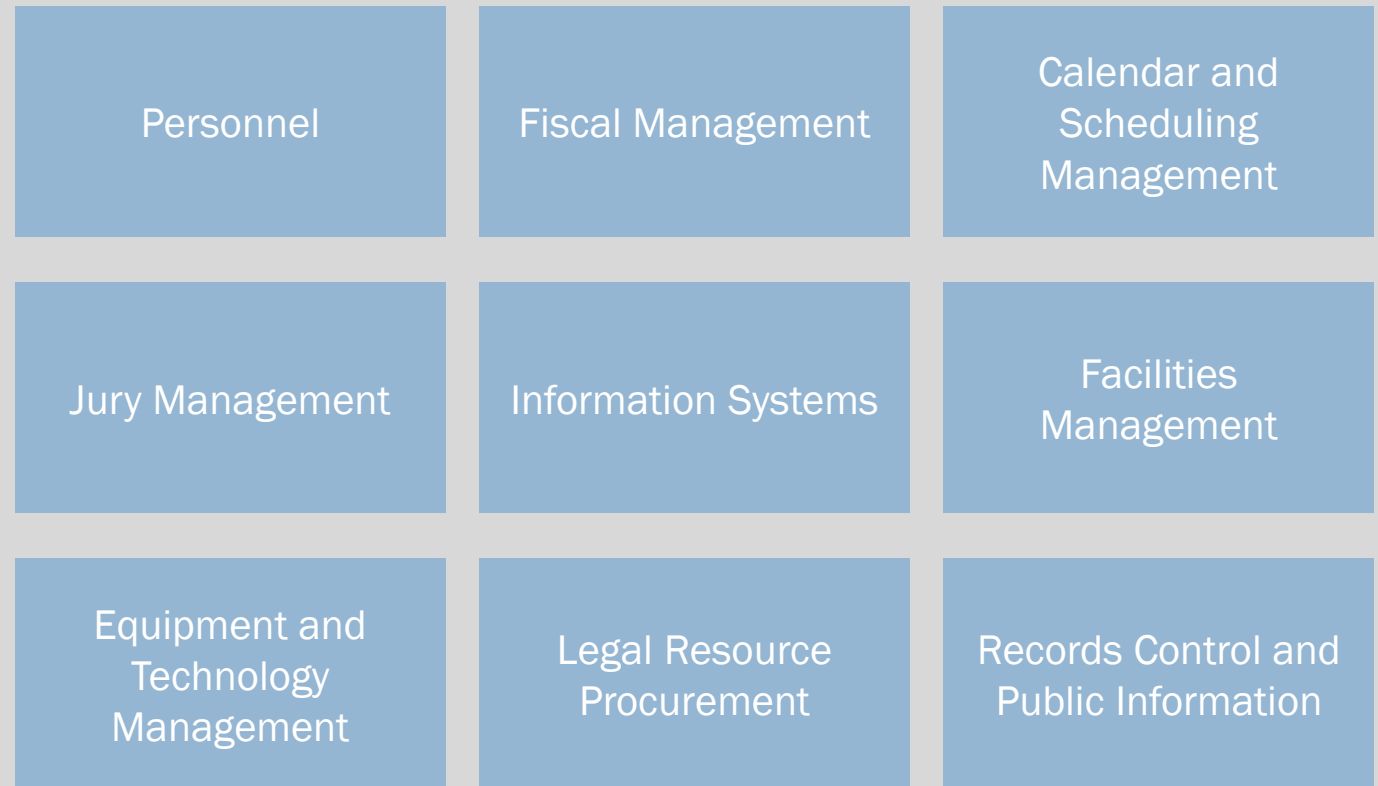 Personnel
Fiscal Management
Calendar and
Scheduling
Management
Jury Management
Information Systems
Facilities
Management
Equipment and
Technology
Management
Legal Resource
Procurement
Records Control and
Public Information